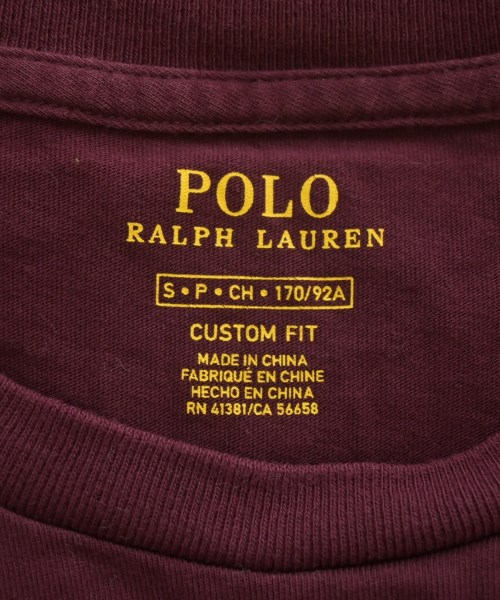 POLO
RALPH LAUREN
S • P • CH • 170/92A
CUSTOM FIT
MADE IN CHINA
FABRIQUÉ EN CHINE
HECHO EN CHINA
RN 41381/CA 56658